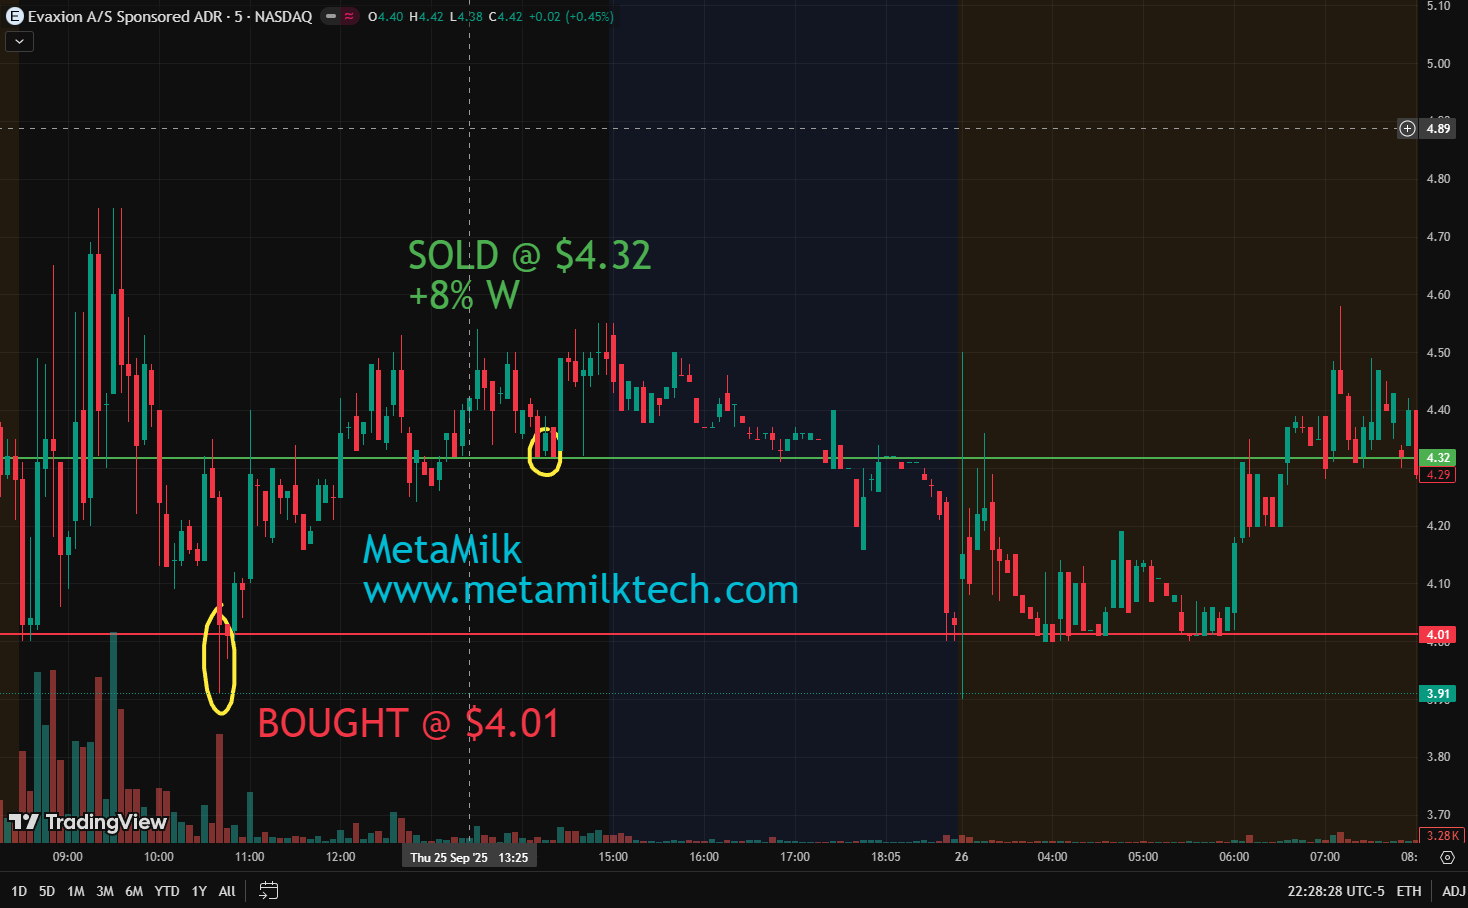 Evaxion A/S Sponsored ADR · 5 · NASDAQ O4.40 H4.42 L4.38 C4.42 +0.02 (+0.45%)
5.10
5.00
4.89
4.80
4.70
SOLD @ $4.32
+8% W
4.60
4.50
4.40
4.32
4.29
4.20
MetaMilk
www.metamilktech.com
4.10
4.01
3.91
BOUGHT @ $4.01
3.80
3.70
TradingView
3.28K
09:00 10:00 11:00 12:00 Thu 25 Sep '25 13:25 15:00 16:00 17:00 18:05 26 04:00 05:00 06:00 07:00 08:
1D 5D 1M 3M 6M YTD 1Y All 22:28:28 UTC-5 ETH ADJ